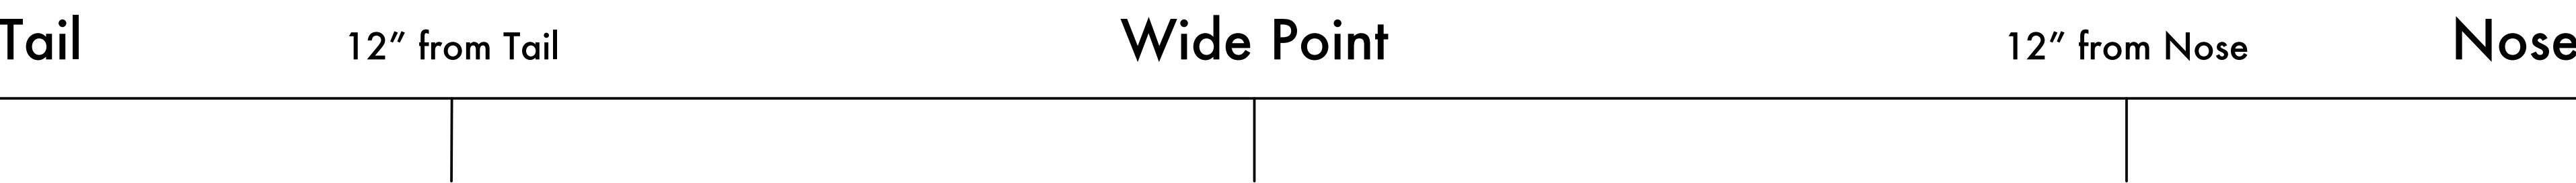 Tail 12″ from Tail Wide Point 12″ from Nose Nose